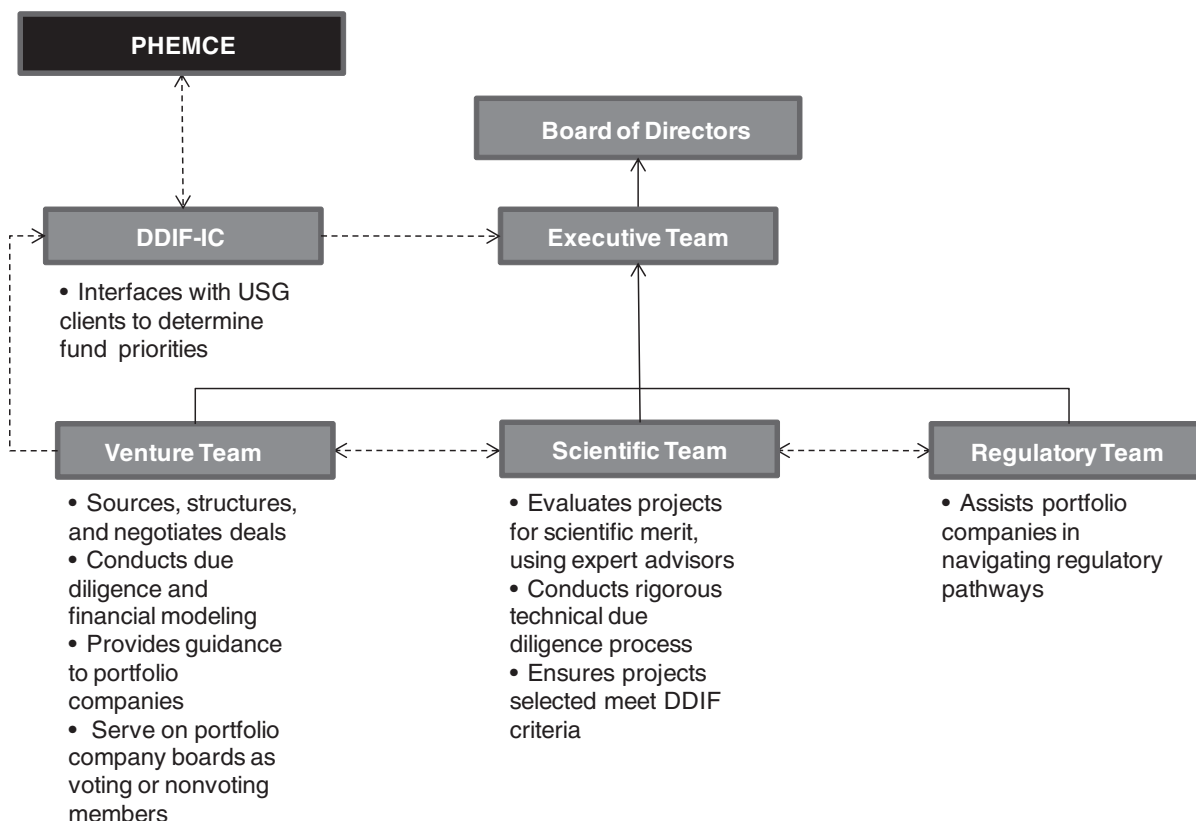 PHEMCE
Board of Directors
DDIF-IC
Executive Team
• Interfaces with USG
clients to determine
fund priorities
Venture Team
Scientific Team
Regulatory Team
• Sources, structures,
and negotiates deals
• Conducts due
diligence and
financial modeling
• Provides guidance
to portfolio
companies
• Serve on portfolio
company boards as
voting or nonvoting
members
• Evaluates projects
for scientific merit,
using expert advisors
• Conducts rigorous
technical due
diligence process
• Ensures projects
selected meet DDIF
criteria
• Assists portfolio
companies in
navigating regulatory
pathways